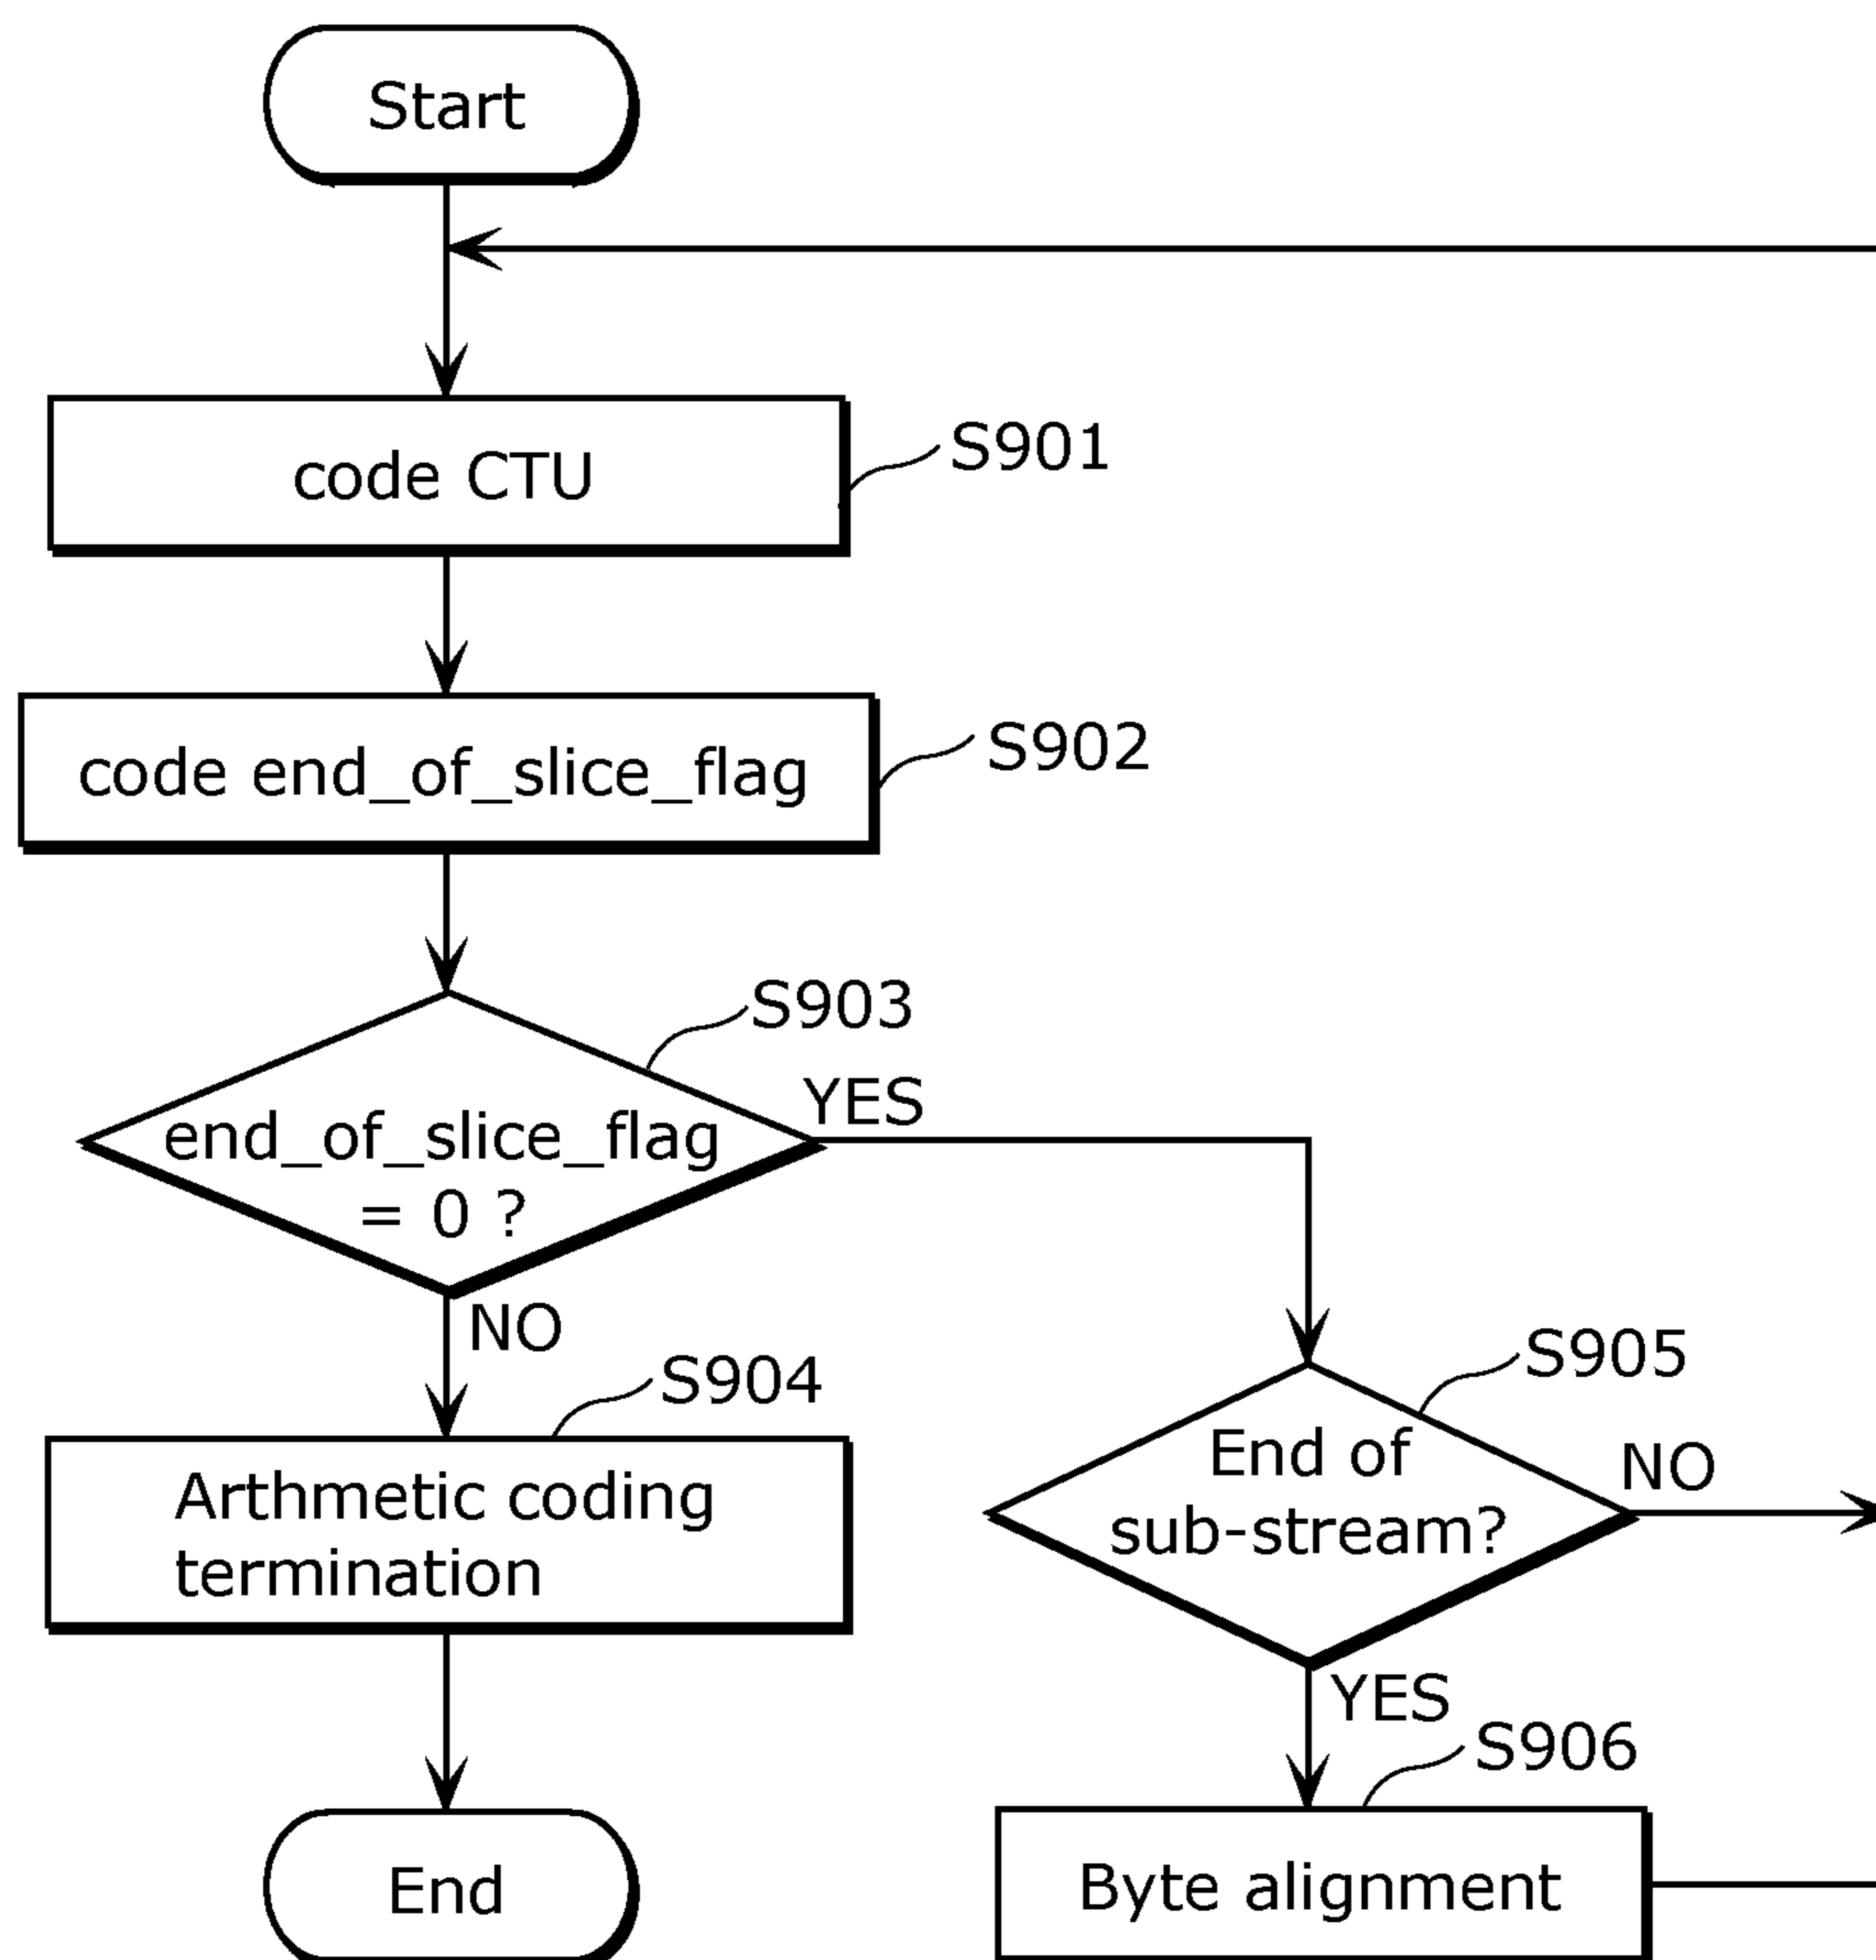 Start
code CTU
S901
code end_of_slice_flag
S902
S903
YES
end_of_slice_flag
= 0 ?
NO
S904
Arthmetic coding
termination
End
S905
End of
sub-stream?
NO
YES
S906
Byte alignment